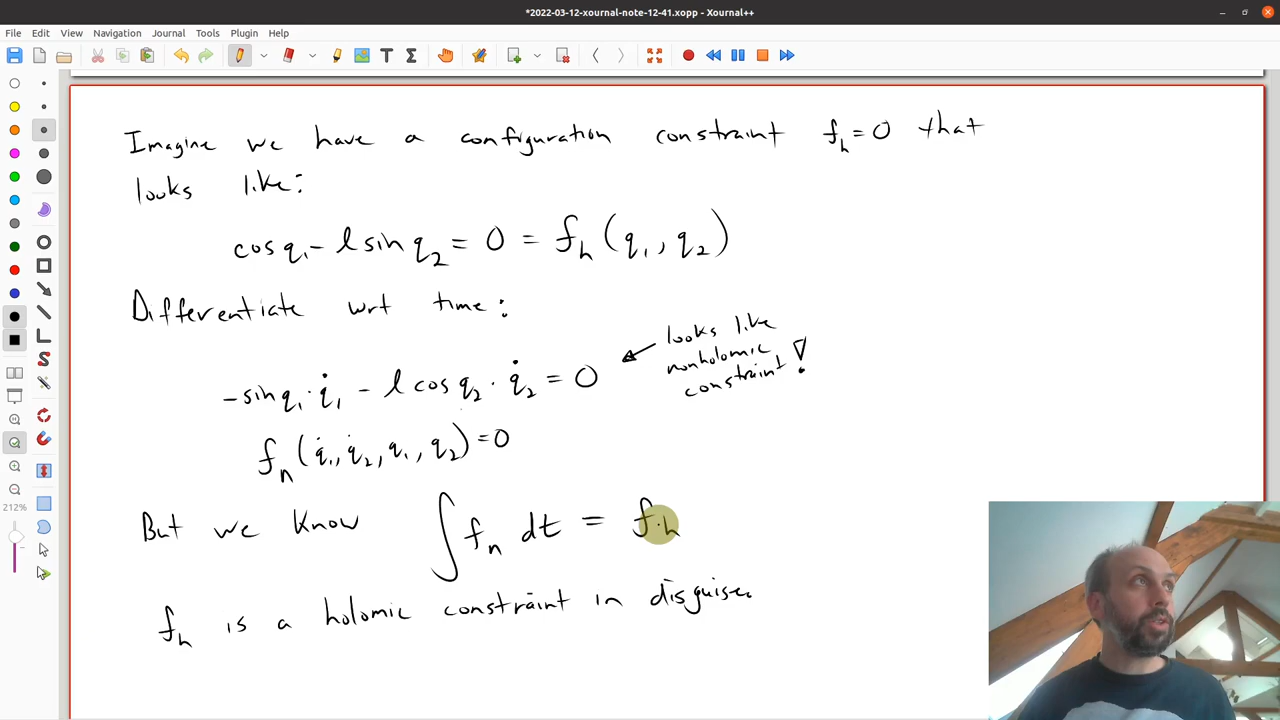 *2022-03-12-xournal-note-12-41.xopp - Xournal++
File Edit View Navigation Journal Tools Plugin Help
Imagine we have a configuration constraint f_h = 0 that
looks like:
cos q_1 - l sin q_2 = 0 = f_h (q_1, q_2)
Differentiate wrt time:
looks like
nonholomic
constraint!
-sin q_1 · q̇_1 - l cos q_2 · q̇_2 = 0
f_n (q̇_1, q̇_2, q_1, q_2) = 0
But we know ∫ f_n dt = f_h
f_n is a holomic constraint in disguise.
212%